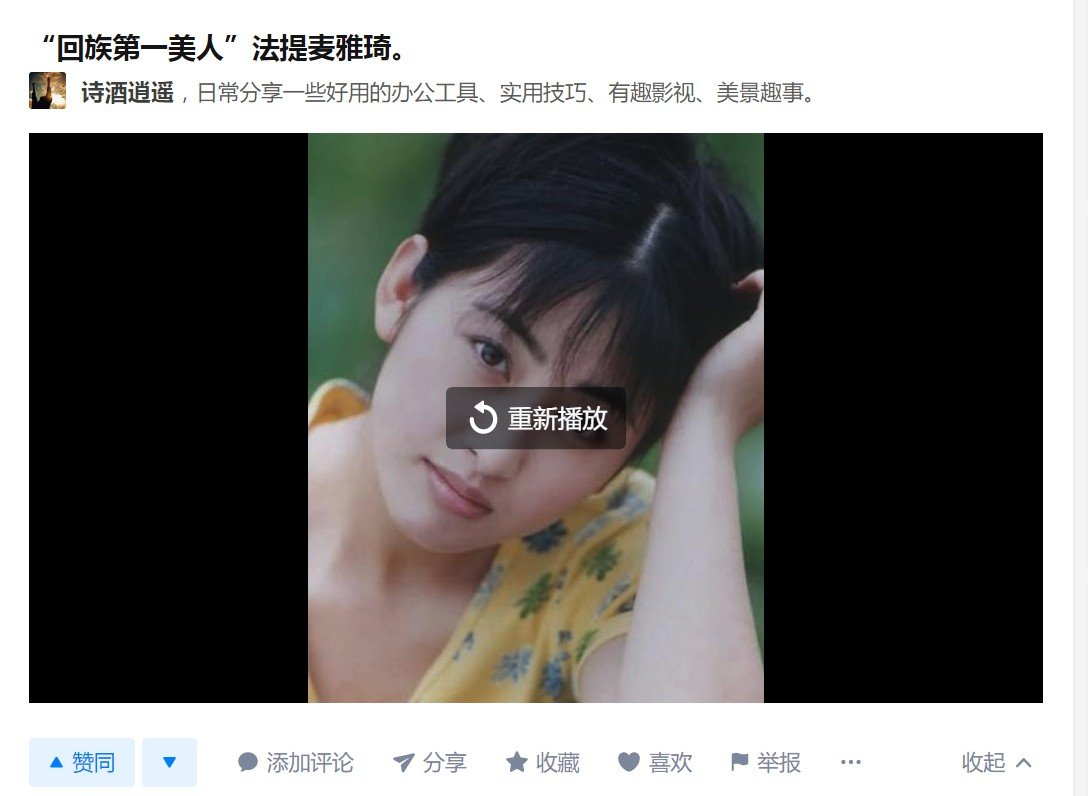 “回族第一美人”法提麦雅琦。
诗酒逍遥，日常分享一些好用的办公工具、实用技巧、有趣影视、美景趣事。
重新播放
赞同 添加评论 分享 收藏 喜欢 举报 ··· 收起